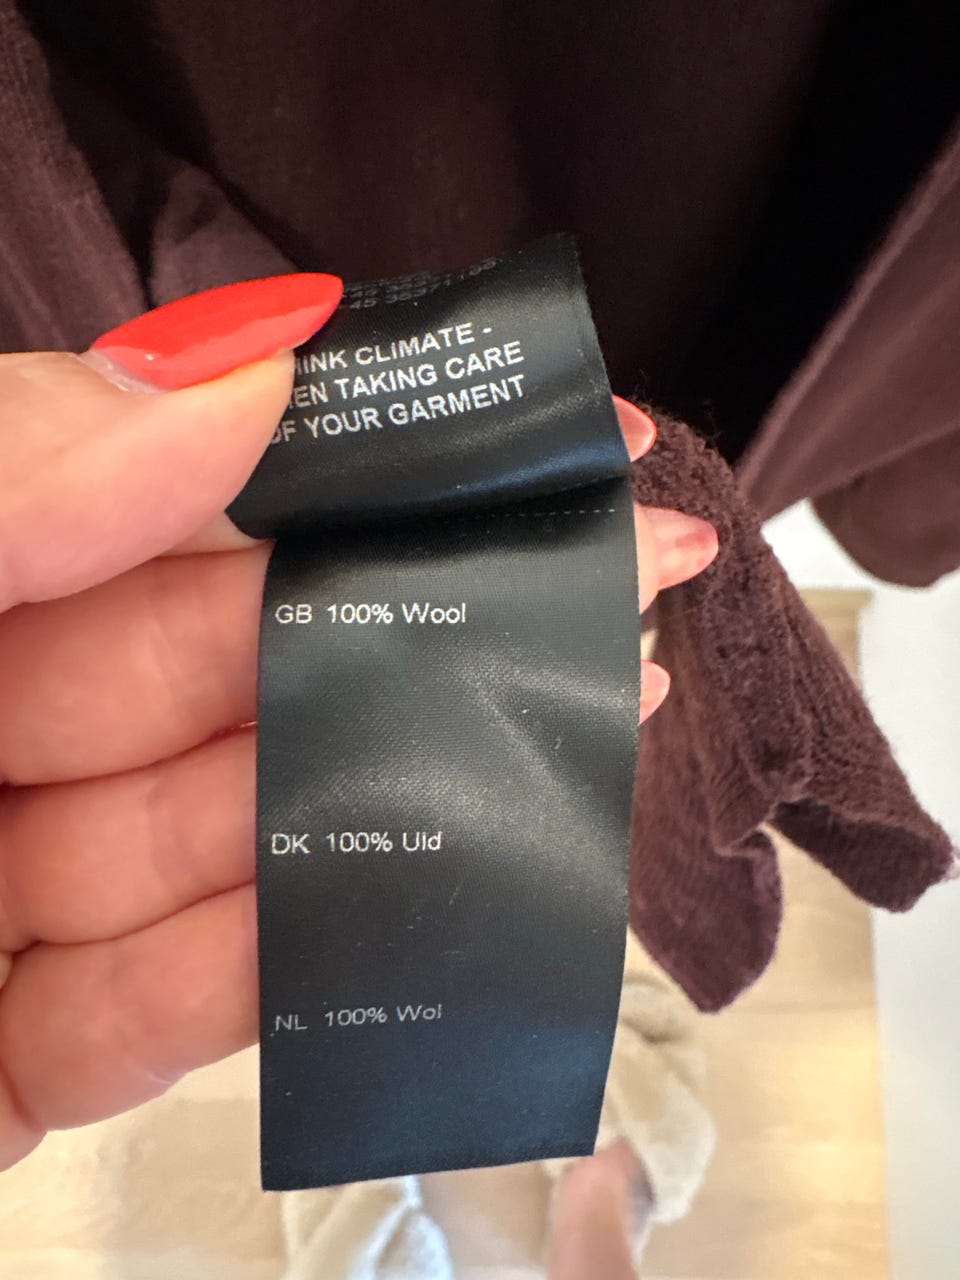 CLIMATE -
TAKING CARE
YOUR GARMENT
GB 100% Wool
DK 100% Uld
NL 100% Wol